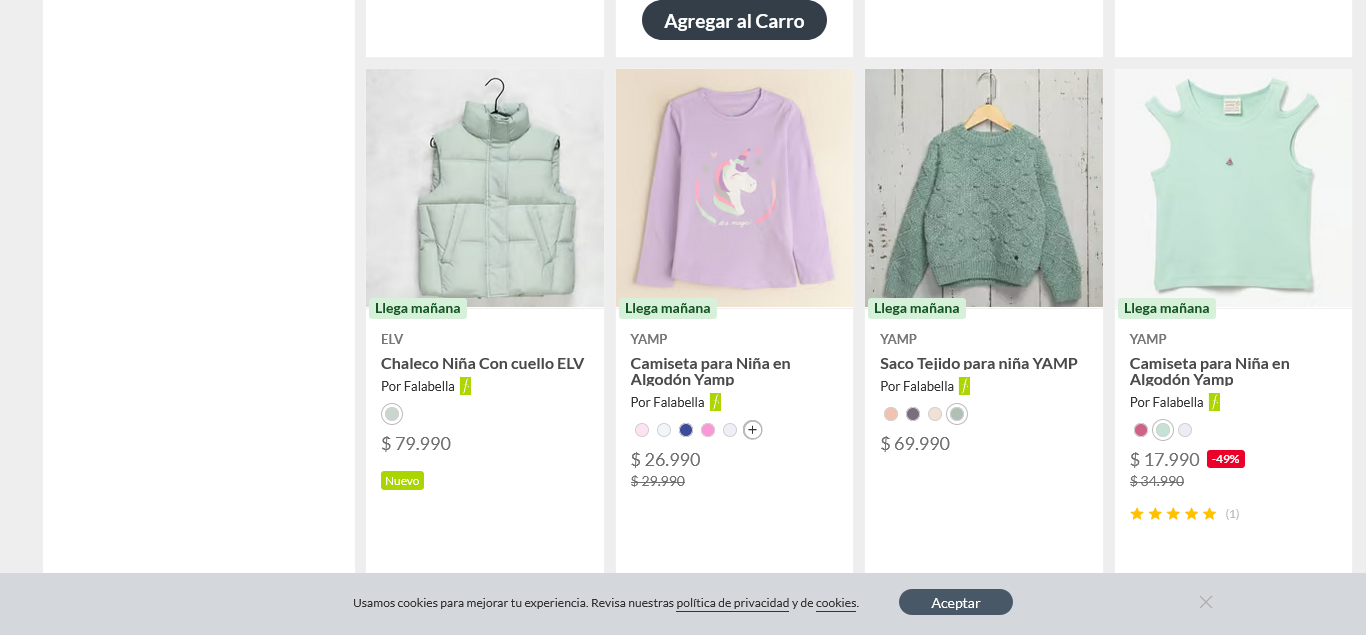 Agregar al Carro
Llega mañana
ELV
Chaleco Niña Con cuello ELV
Por Falabella
$ 79.990
Nuevo
Llega mañana
YAMP
Camiseta para Niña en
Algodón Yamp
Por Falabella
+
$ 26.990
$ 29.990
Llega mañana
YAMP
Saco Tejido para niña YAMP
Por Falabella
$ 69.990
Llega mañana
YAMP
Camiseta para Niña en
Algodón Yamp
Por Falabella
$ 17.990 -49%
$ 34.990
(1)
Usamos cookies para mejorar tu experiencia. Revisa nuestras política de privacidad y de cookies.
Aceptar